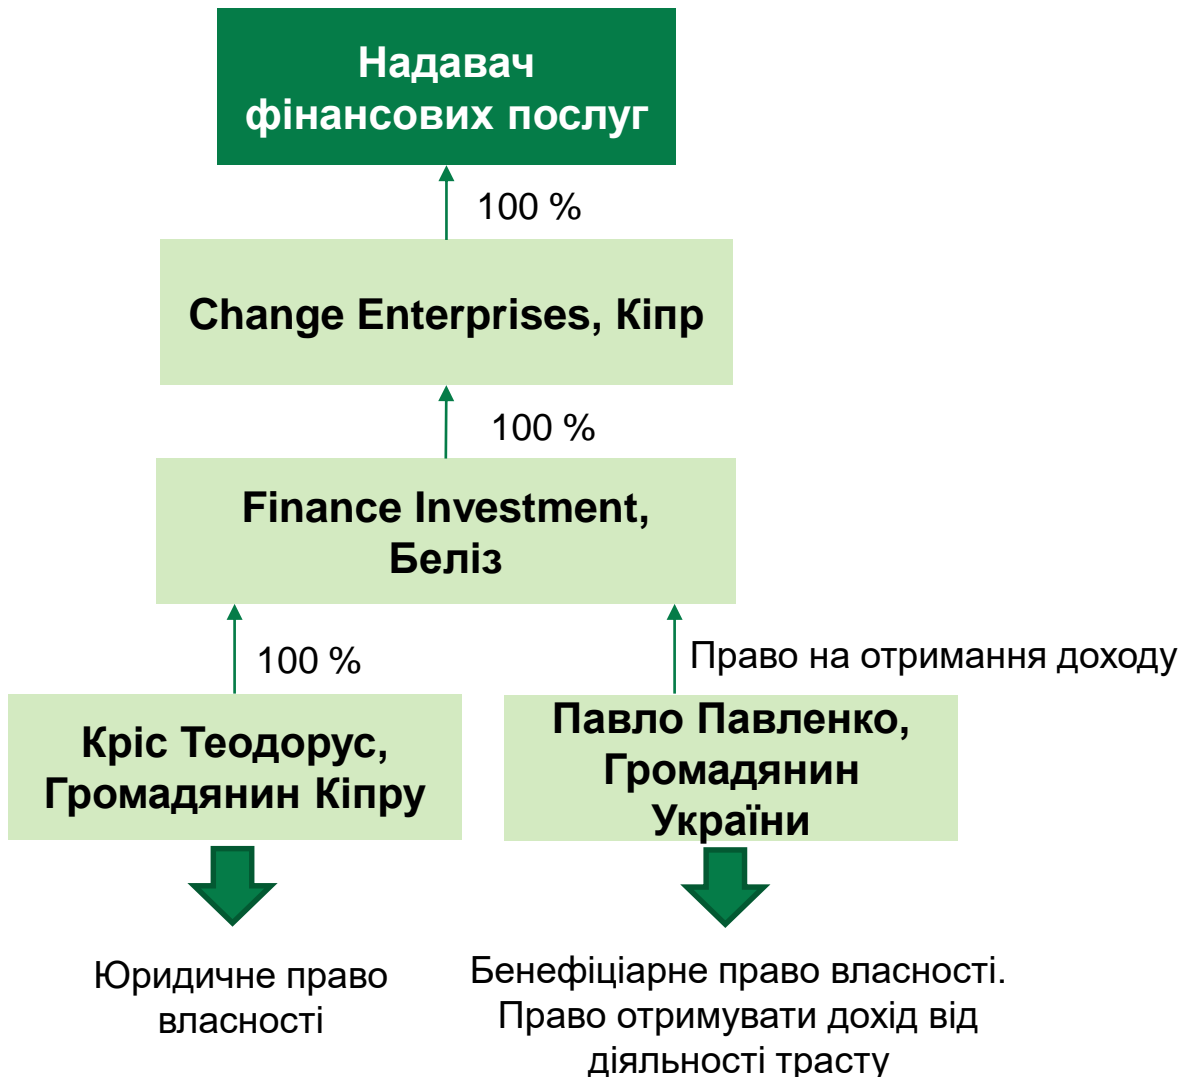 Надавач
фінансових послуг
100 %
Change Enterprises, Кіпр
100 %
Finance Investment,
Беліз
100 %
Право на отримання доходу
Кріс Теодорус,
Громадянин Кіпру
Павло Павленко,
Громадянин
України
Юридичне право
власності
Бенефіціарне право власності.
Право отримувати дохід від
діяльності трасту